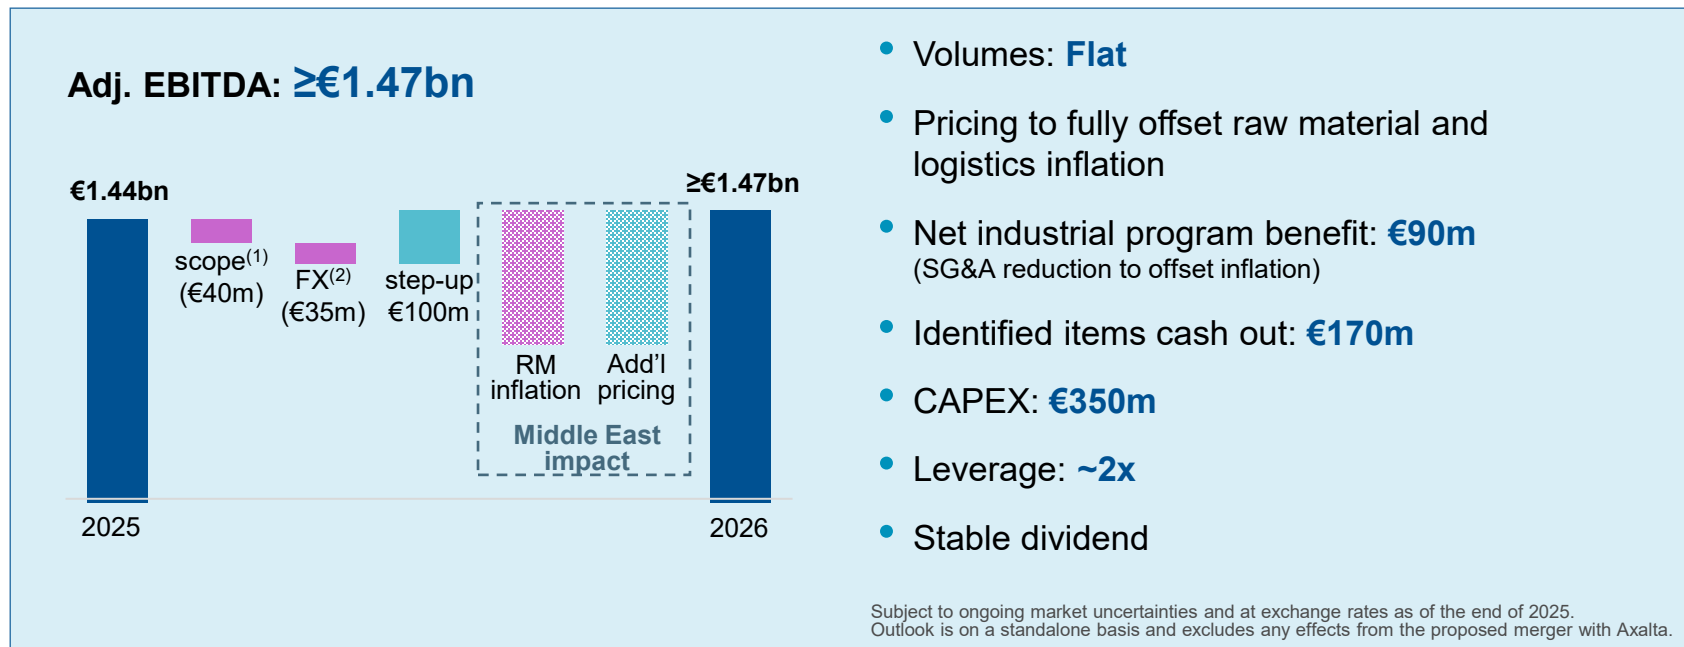 Adj. EBITDA: ≥€1.47bn
€1.44bn
scope(1)
(€40m)
FX(2)
(€35m)
step-up
€100m
RM
inflation
Add'l
pricing
Middle East
impact
≥€1.47bn
2025
2026
• Volumes: Flat
• Pricing to fully offset raw material and
logistics inflation
• Net industrial program benefit: €90m
(SG&A reduction to offset inflation)
• Identified items cash out: €170m
• CAPEX: €350m
• Leverage: ~2x
• Stable dividend
Subject to ongoing market uncertainties and at exchange rates as of the end of 2025.
Outlook is on a standalone basis and excludes any effects from the proposed merger with Axalta.